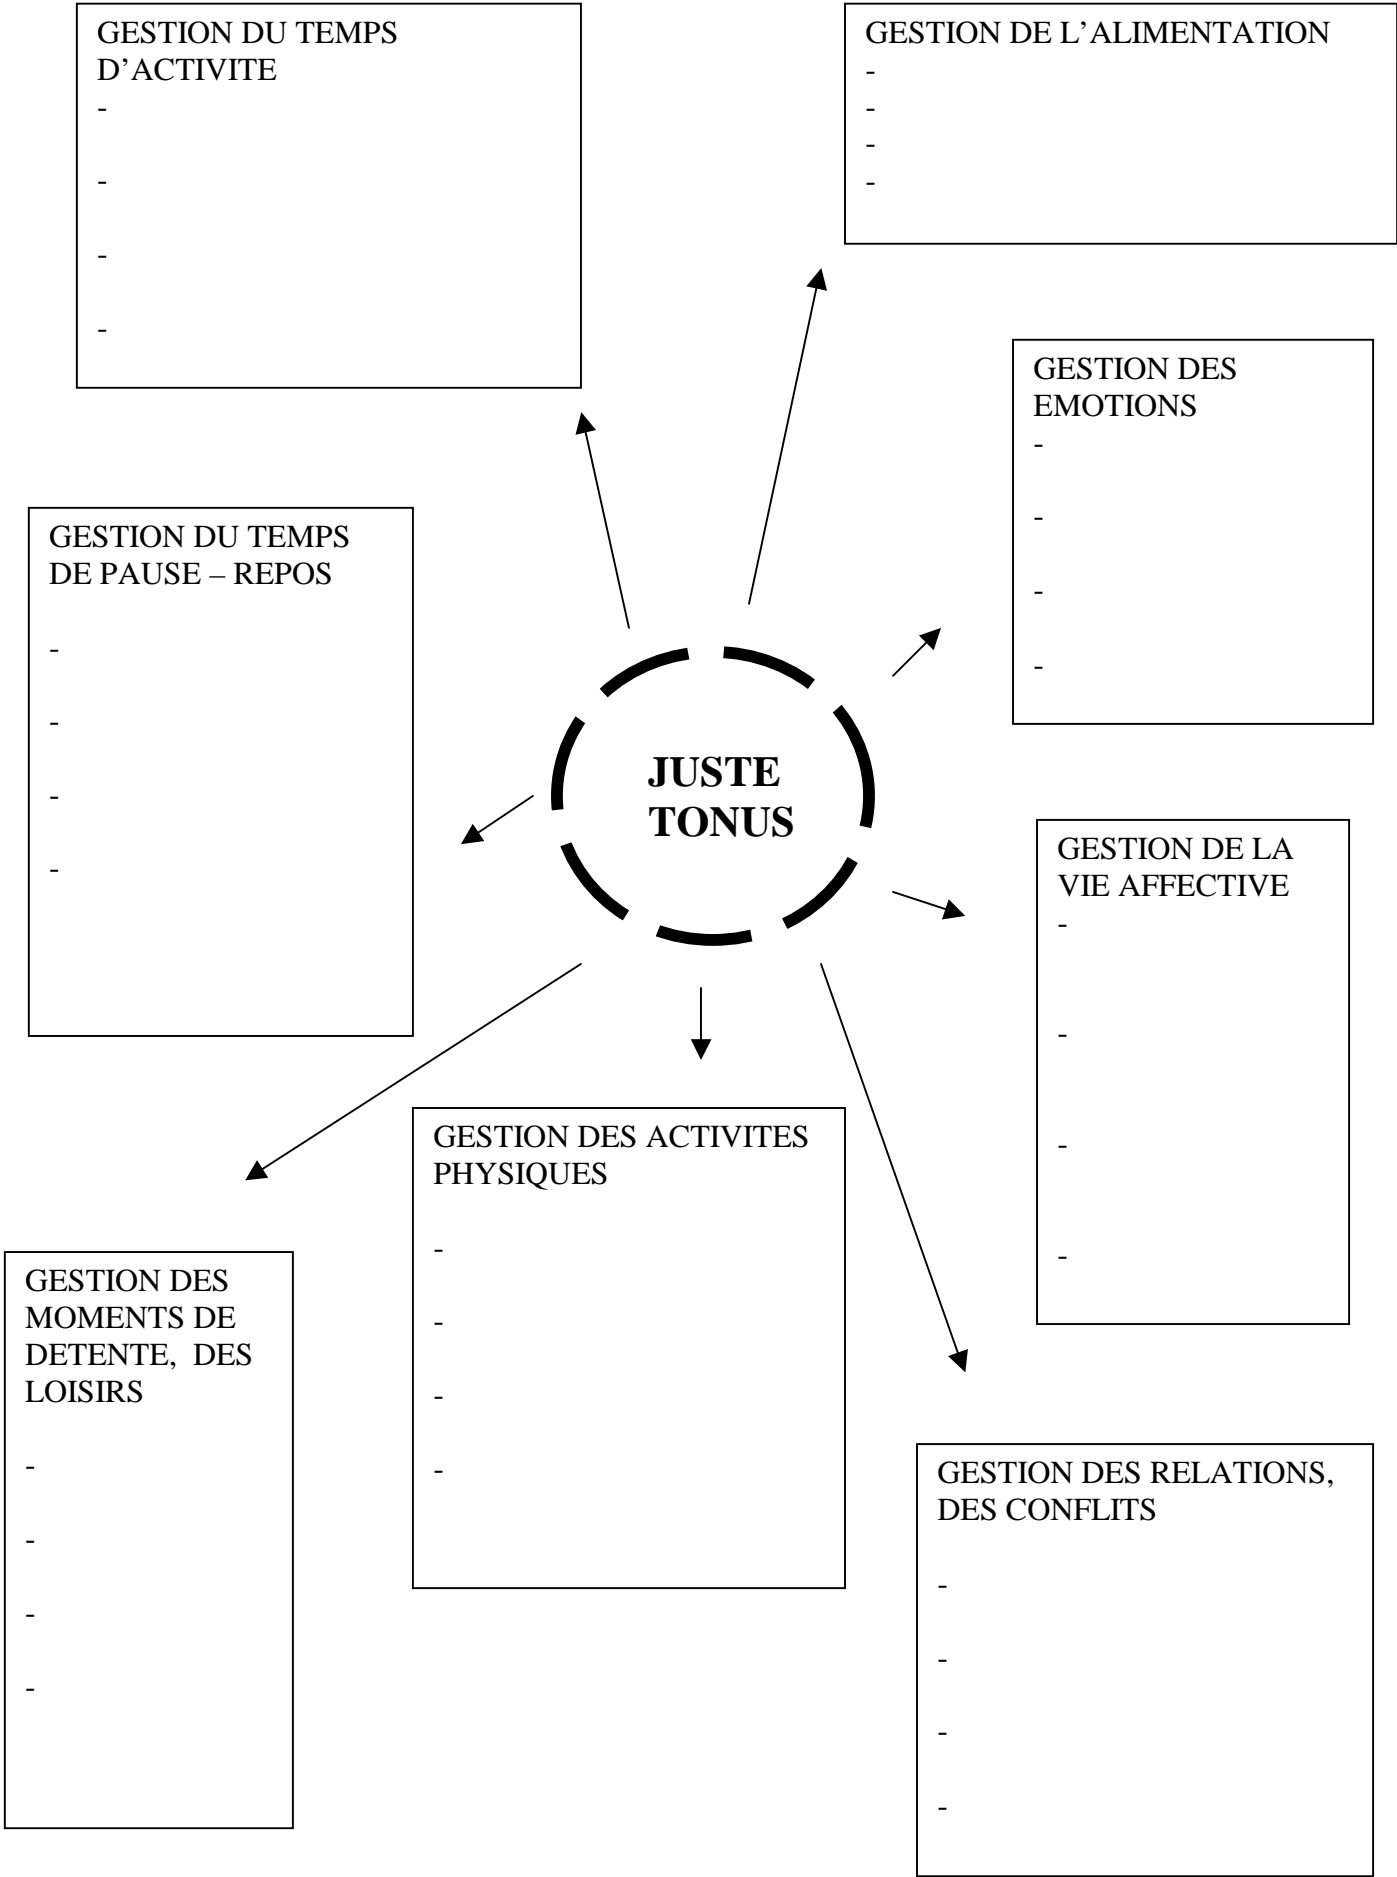 GESTION DU TEMPS
D’ACTIVITE
-
-
-
-
GESTION DE L’ALIMENTATION
-
-
-
-
GESTION DES
EMOTIONS
-
-
-
-
GESTION DU TEMPS
DE PAUSE – REPOS
-
-
-
-
JUSTE
TONUS
GESTION DE LA
VIE AFFECTIVE
-
-
-
-
GESTION DES ACTIVITES
PHYSIQUES
-
-
-
-
GESTION DES
MOMENTS DE
DETENTE,  DES
LOISIRS
-
-
-
-
GESTION DES RELATIONS,
DES CONFLITS
-
-
-
-